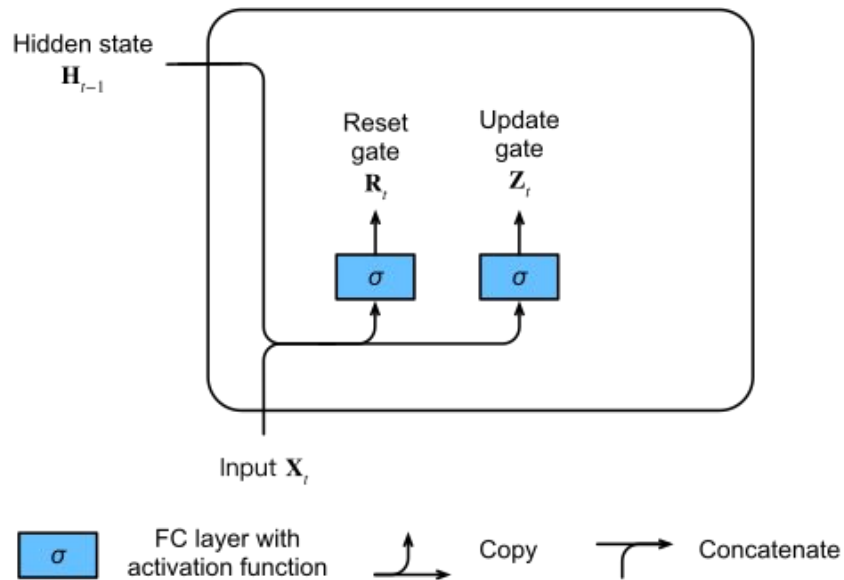 Hidden state
H_{t-1}
Reset
gate
R_t
Update
gate
Z_t
σ
σ
Input X_t
σ
FC layer with
activation function
Copy
Concatenate